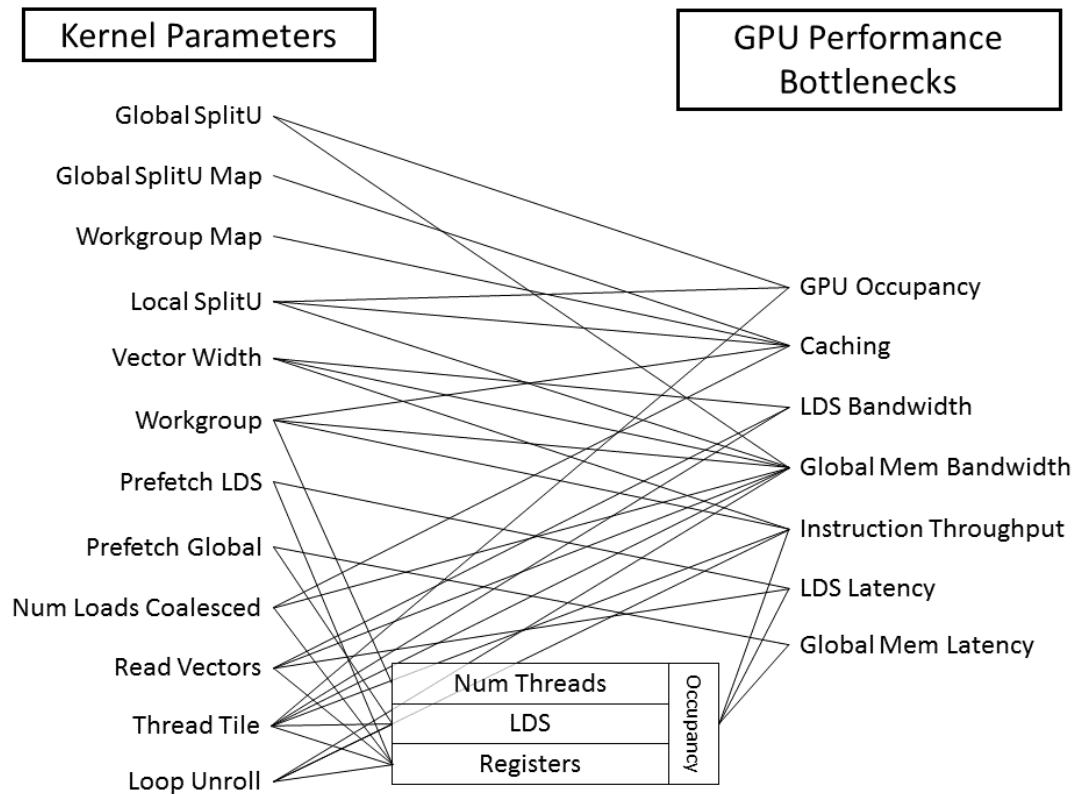 Kernel Parameters
GPU Performance
Bottlenecks
Global SplitU
Global SplitU Map
Workgroup Map
Local SplitU
Vector Width
Workgroup
Prefetch LDS
Prefetch Global
Num Loads Coalesced
Read Vectors
Thread Tile
Loop Unroll
GPU Occupancy
Caching
LDS Bandwidth
Global Mem Bandwidth
Instruction Throughput
LDS Latency
Global Mem Latency
Num Threads
LDS
Registers
Occupancy